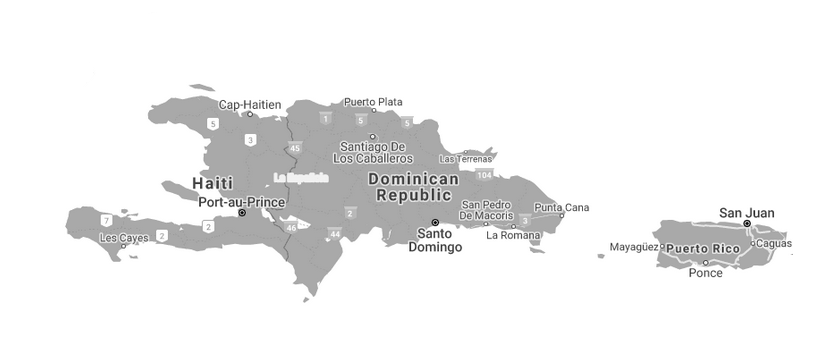 Cap-Haitien
Puerto Plata
5
1
5
5
3
45
Santiago De
Los Caballeros
Las Terrenas
104
Haiti
Dominican
Republic
Port-au-Prince
San Pedro
De Macoris
Punta Cana
San Juan
7
2
2
2
3
46
44
Les Cayes
Santo
Domingo
La Romana
Mayagüez
Puerto Rico
Caguas
Ponce